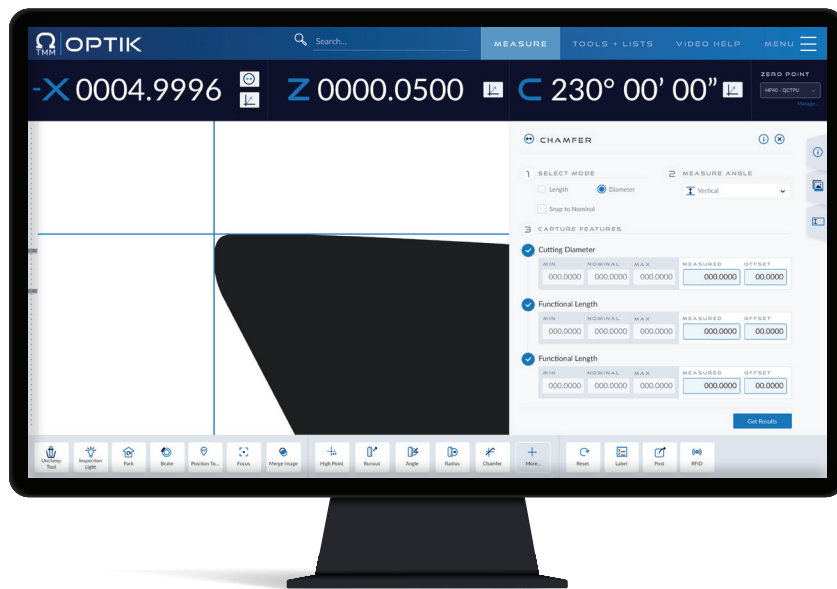 TMM OPTIK
Search...
MEASURE TOOLS + LISTS VIDEO HELP MENU
-X 0004.9996 Z 0000.0500 C 230° 00’ 00”
ZERO POINT
HP40 - QCTPU
Manage...
CHAMFER
1 SELECT MODE 2 MEASURE ANGLE
Length Diameter Vertical
Snap to Nominal
3 CAPTURE FEATURES
Cutting Diameter
MIN NOMINAL MAX MEASURED OFFSET
000.0000 000.0000 000.0000 000.0000 00.0000
Functional Length
MIN NOMINAL MAX MEASURED OFFSET
000.0000 000.0000 000.0000 000.0000 00.0000
Functional Length
MIN NOMINAL MAX MEASURED OFFSET
000.0000 000.0000 000.0000 000.0000 00.0000
Get Results
Unclamp Tool Inspection Light Park Brake Position To... Focus Merge Image High Point Runout Angle Radius Chamfer More... Reset Label Post RFID